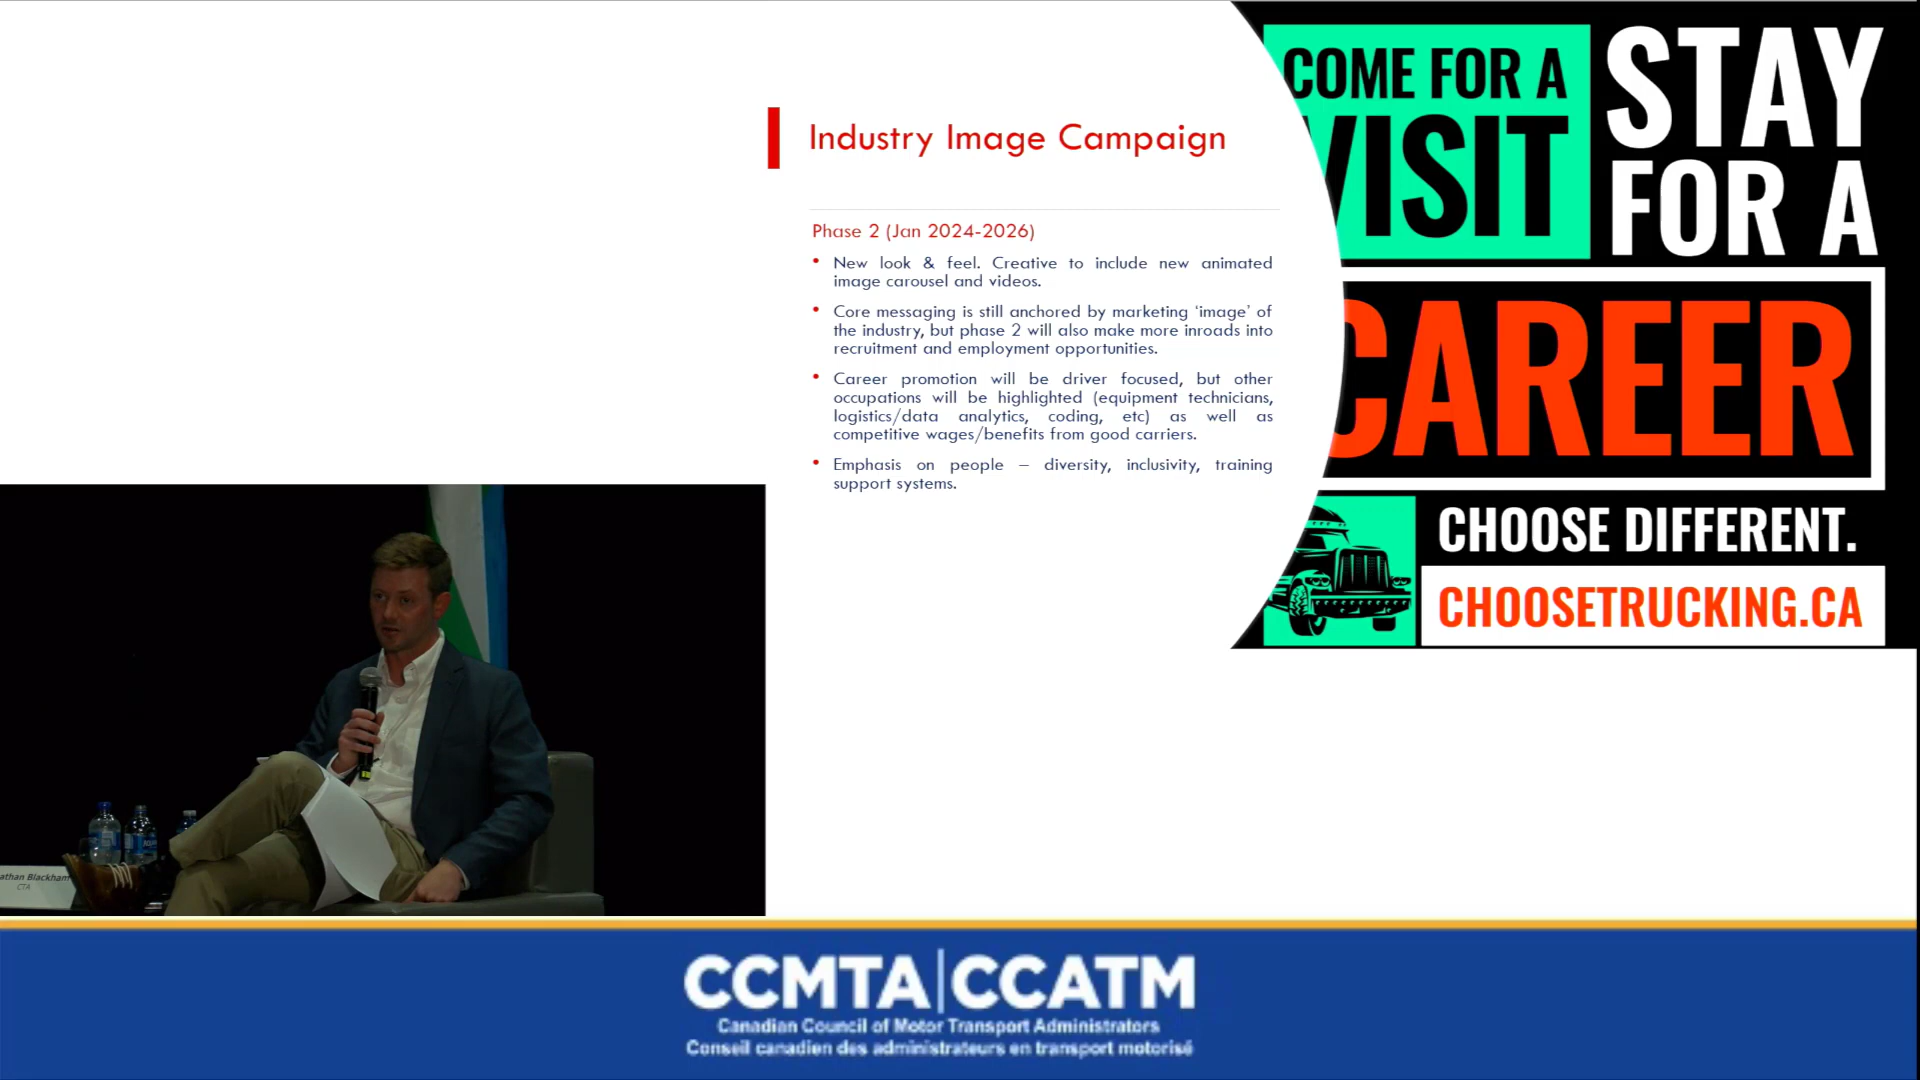 Industry Image Campaign
Phase 2 (Jan 2024-2026)
• New look & feel. Creative to include new animated
image carousel and videos.
• Core messaging is still anchored by marketing ‘image’ of
the industry, but phase 2 will also make more inroads into
recruitment and employment opportunities.
• Career promotion will be driver focused, but other
occupations will be highlighted (equipment technicians,
logistics/data analytics, coding, etc) as well as
competitive wages/benefits from good carriers.
• Emphasis on people – diversity, inclusivity, training
support systems.
COME FOR A
VISIT
STAY
FOR A
CAREER
CHOOSE DIFFERENT.
CHOOSETRUCKING.CA
athan Blackham
CTA
CCMTA|CCATM
Canadian Council of Motor Transport Administrators
Conseil canadien des administrateurs en transport motorisé